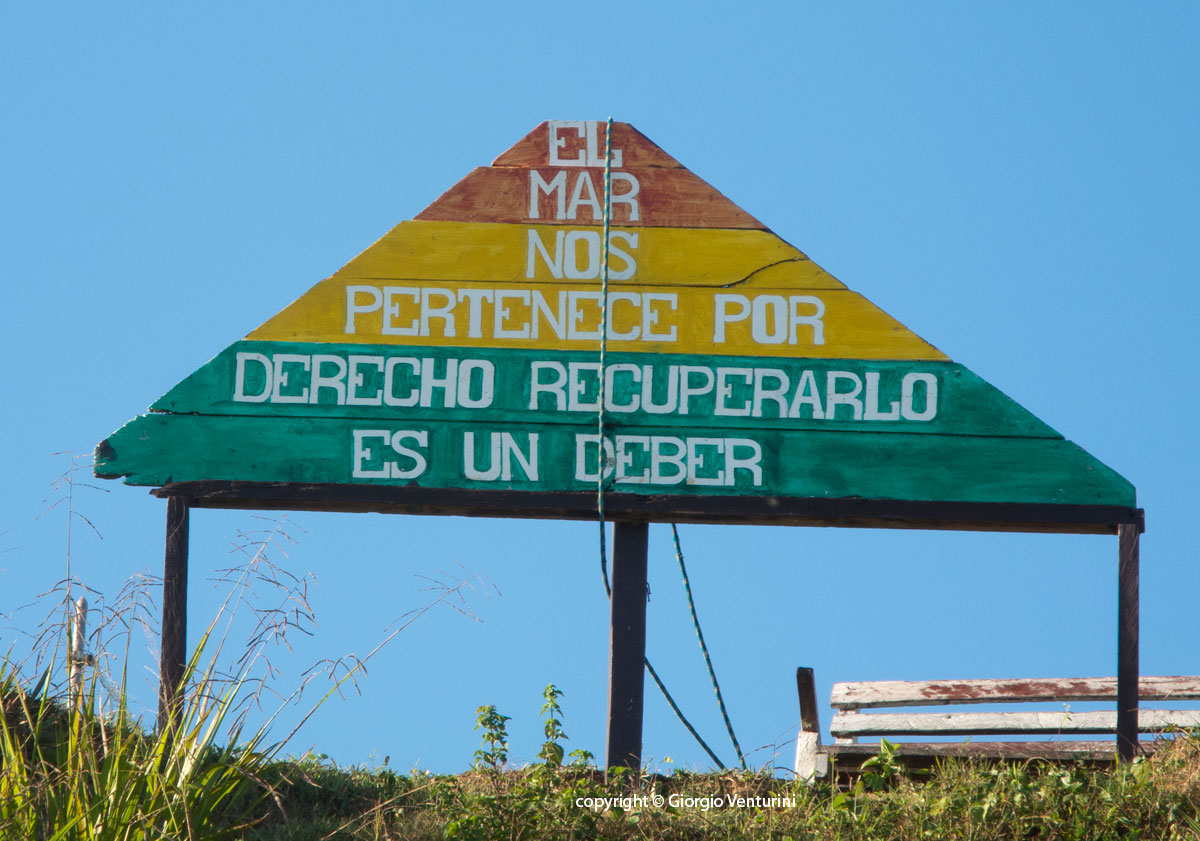 EL
MAR
NOS
PERTENECE POR
DERECHO RECUPERARLO
ES UN DEBER
copyright © Giorgio Venturini